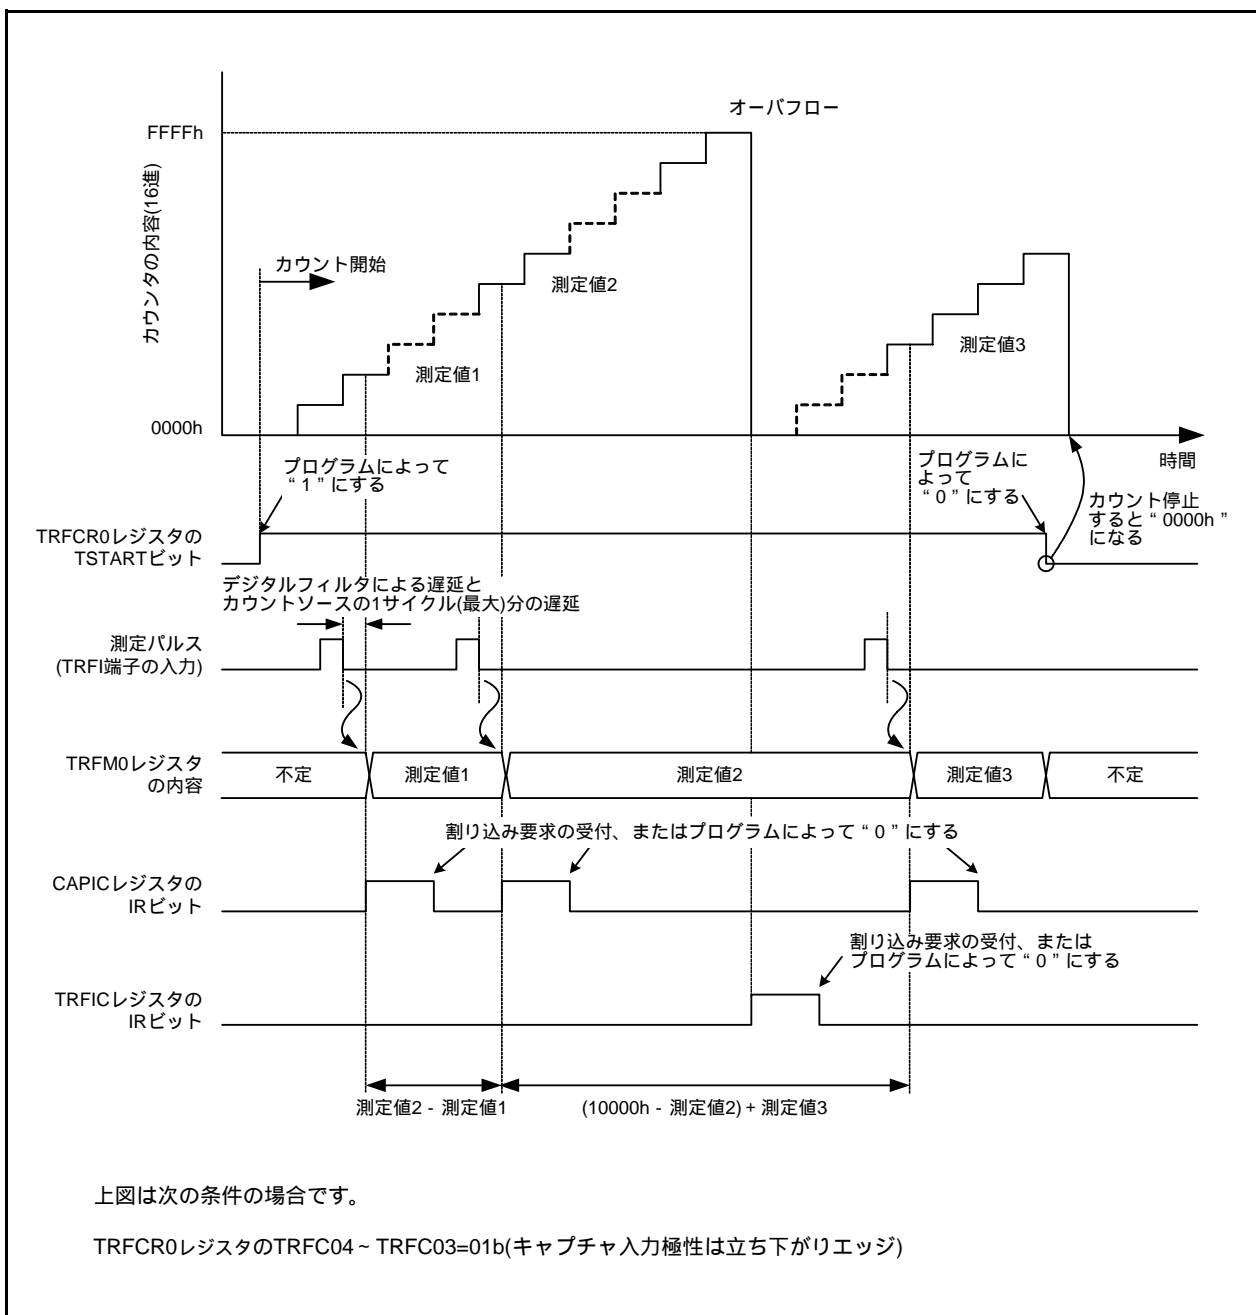 オーバフロー
FFFFh
カウンタの内容(16進)
カウント開始
測定値2
測定値1
測定値3
0000h
時間
プログラムによって
“ 1 ” にする
プログラムに
よって
“ 0 ” にする
カウント停止
すると “ 0000h ”
になる
TRFCR0レジスタの
TSTARTビット
デジタルフィルタによる遅延と
カウントソースの1サイクル(最大)分の遅延
測定パルス
(TRFI端子の入力)
TRFM0レジスタ
の内容
不定
測定値1
測定値2
測定値3
不定
割り込み要求の受付、またはプログラムによって “ 0 ” にする
CAPICレジスタの
IRビット
割り込み要求の受付、または
プログラムによって “ 0 ” にする
TRFICレジスタの
IRビット
測定値2 - 測定値1
(10000h - 測定値2) + 測定値3
上図は次の条件の場合です。
TRFCR0レジスタのTRFC04 ~ TRFC03=01b(キャプチャ入力極性は立ち下がりエッジ)